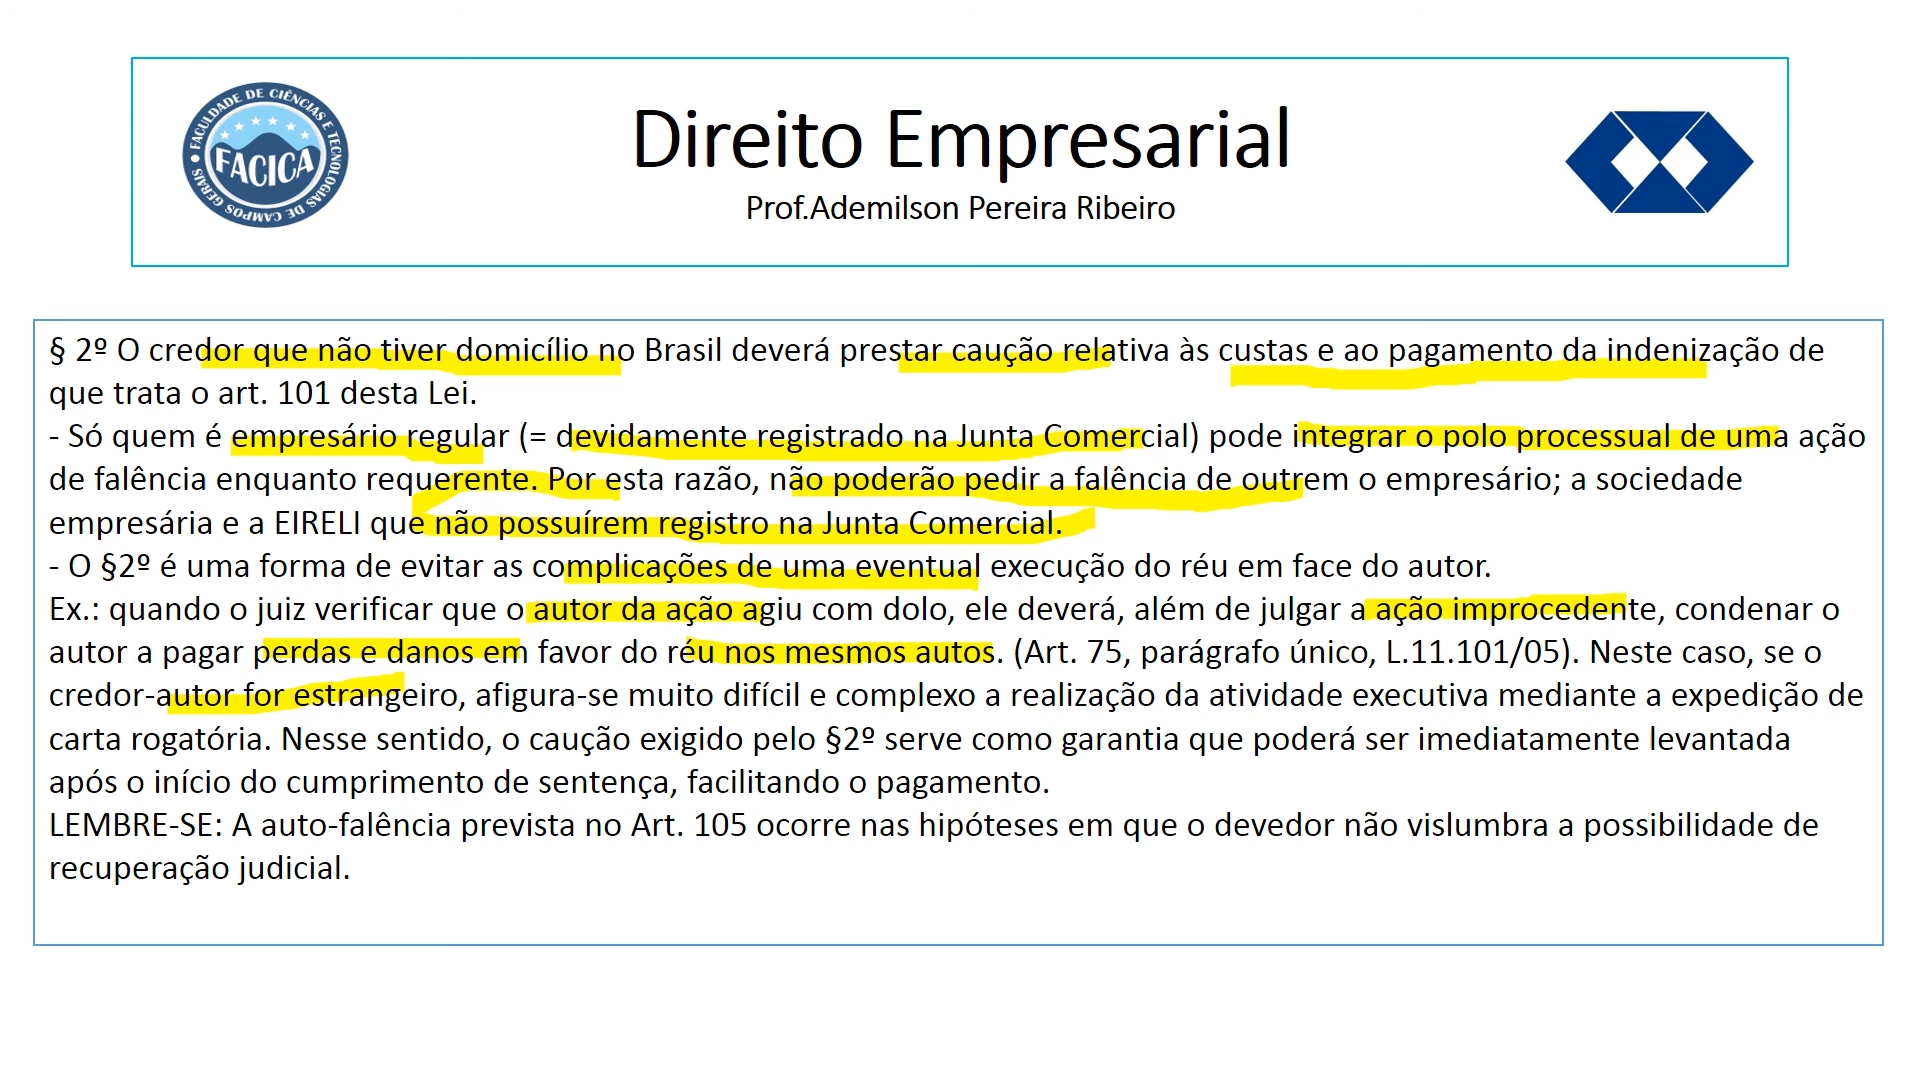 FACULDADE DE CIÊNCIAS E TECNOLOGIAS DE CAMPOS GERAIS
FACICA
Direito Empresarial
Prof.Ademilson Pereira Ribeiro
§ 2º O credor que não tiver domicílio no Brasil deverá prestar caução relativa às custas e ao pagamento da indenização de
que trata o art. 101 desta Lei.
- Só quem é empresário regular (= devidamente registrado na Junta Comercial) pode integrar o polo processual de uma ação
de falência enquanto requerente. Por esta razão, não poderão pedir a falência de outrem o empresário; a sociedade
empresária e a EIRELI que não possuírem registro na Junta Comercial.
- O §2º é uma forma de evitar as complicações de uma eventual execução do réu em face do autor.
Ex.: quando o juiz verificar que o autor da ação agiu com dolo, ele deverá, além de julgar a ação improcedente, condenar o
autor a pagar perdas e danos em favor do réu nos mesmos autos. (Art. 75, parágrafo único, L.11.101/05). Neste caso, se o
credor-autor for estrangeiro, afigura-se muito difícil e complexo a realização da atividade executiva mediante a expedição de
carta rogatória. Nesse sentido, o caução exigido pelo §2º serve como garantia que poderá ser imediatamente levantada
após o início do cumprimento de sentença, facilitando o pagamento.
LEMBRE-SE: A auto-falência prevista no Art. 105 ocorre nas hipóteses em que o devedor não vislumbra a possibilidade de
recuperação judicial.